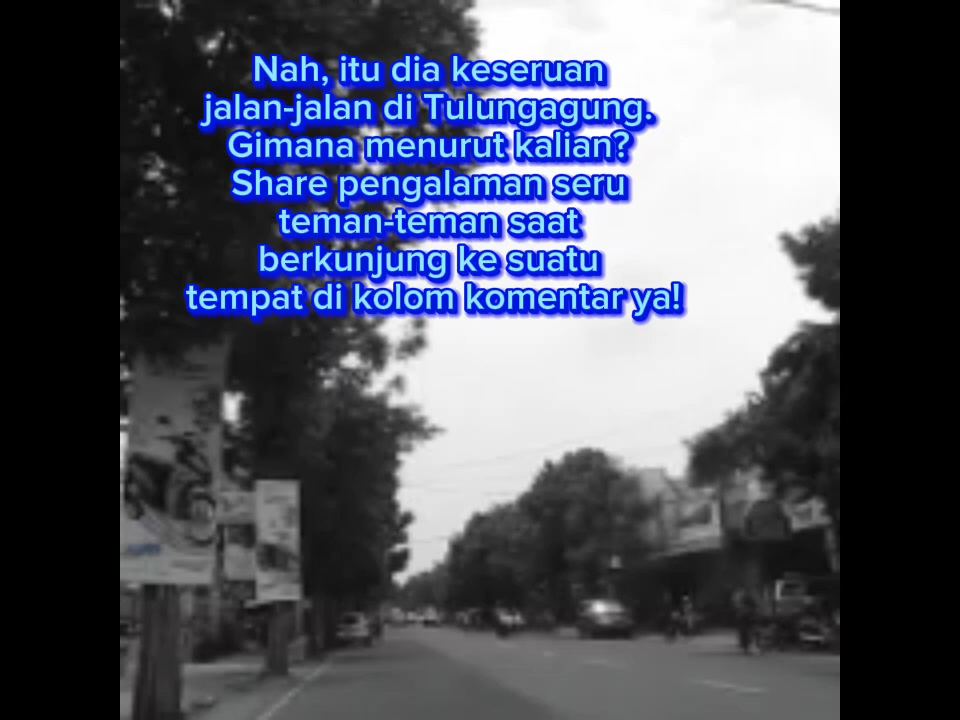 Nah, itu dia keseruan
jalan-jalan di Tulungagung.
Gimana menurut kalian?
Share pengalaman seru
teman-teman saat
berkunjung ke suatu
tempat di kolom komentar ya!